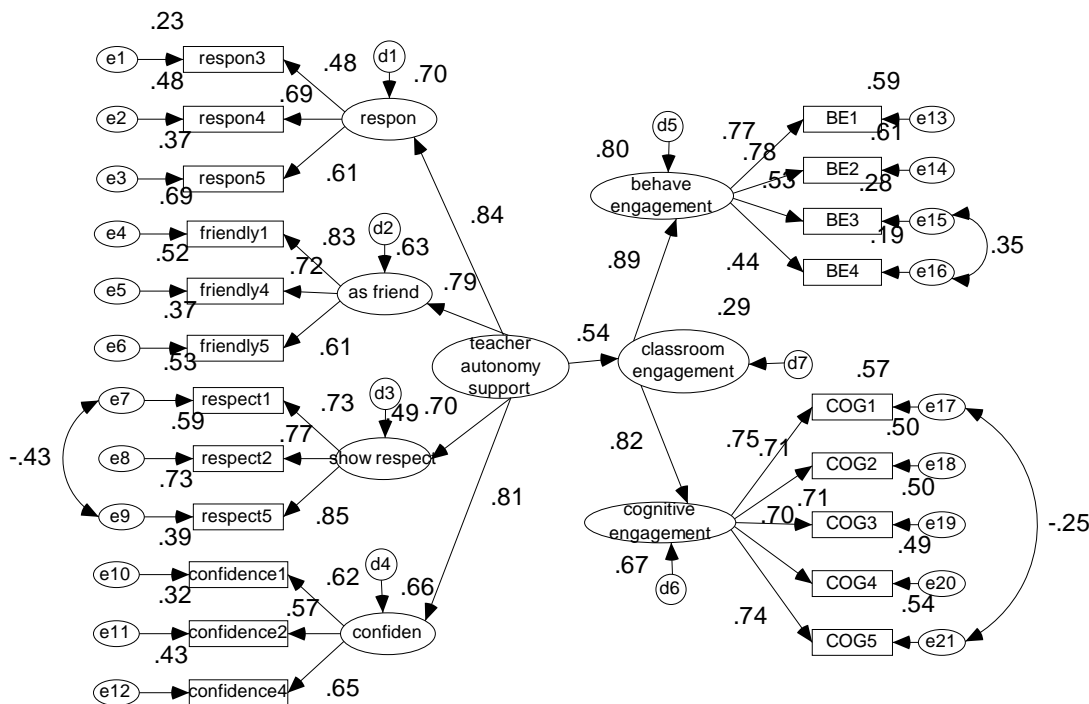 .23
e1
respon3
.48
d1
.70
.48
.69
e2
respon4
respon
.37
e3
respon5
.61
.69
e4
friendly1
.83
d2
.63
.52
.72
e5
friendly4
as friend
.37
e6
friendly5
.61
.53
e7
respect1
.73
d3
.49
.59
.77
e8
respect2
show respect
.73
e9
respect5
.85
.39
-.43
e10
confidence1
.62
d4
.66
.32
.57
e11
confidence2
confiden
.43
e12
confidence4
.65
.84
.79
.70
.81
teacher
autonomy
support
.54
.29
classroom
engagement
d7
.89
.82
d5
.80
behave
engagement
.77
.78
.53
.44
.59
BE1
e13
.61
BE2
e14
.28
BE3
e15
.19
BE4
e16
.35
cognitive
engagement
.67
d6
.75
.71
.71
.70
.74
.57
COG1
e17
.50
COG2
e18
.50
COG3
e19
.49
COG4
e20
.54
COG5
e21
-.25